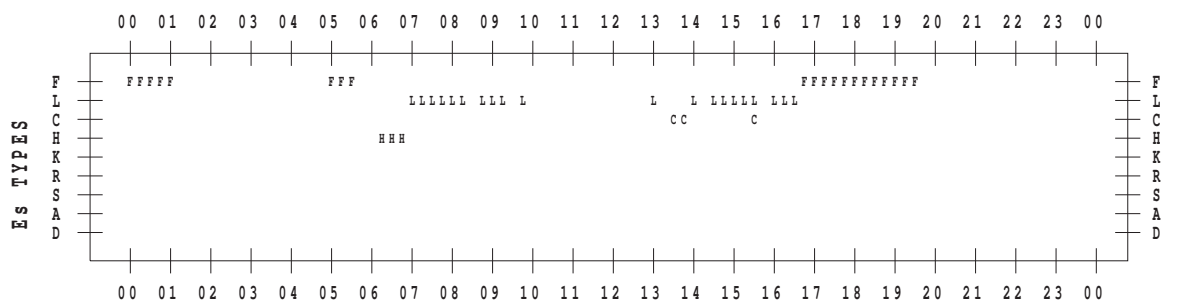 00 01 02 03 04 05 06 07 08 09 10 11 12 13 14 15 16 17 18 19 20 21 22 23 00
F FFFFF FFF FFFFFFFFFFFF F
L LLLLLL LLL L L L LLLLL LLL L
C CC C C
H HHH H
K K
R R
S S
A A
D D
Es TYPES
00 01 02 03 04 05 06 07 08 09 10 11 12 13 14 15 16 17 18 19 20 21 22 23 00